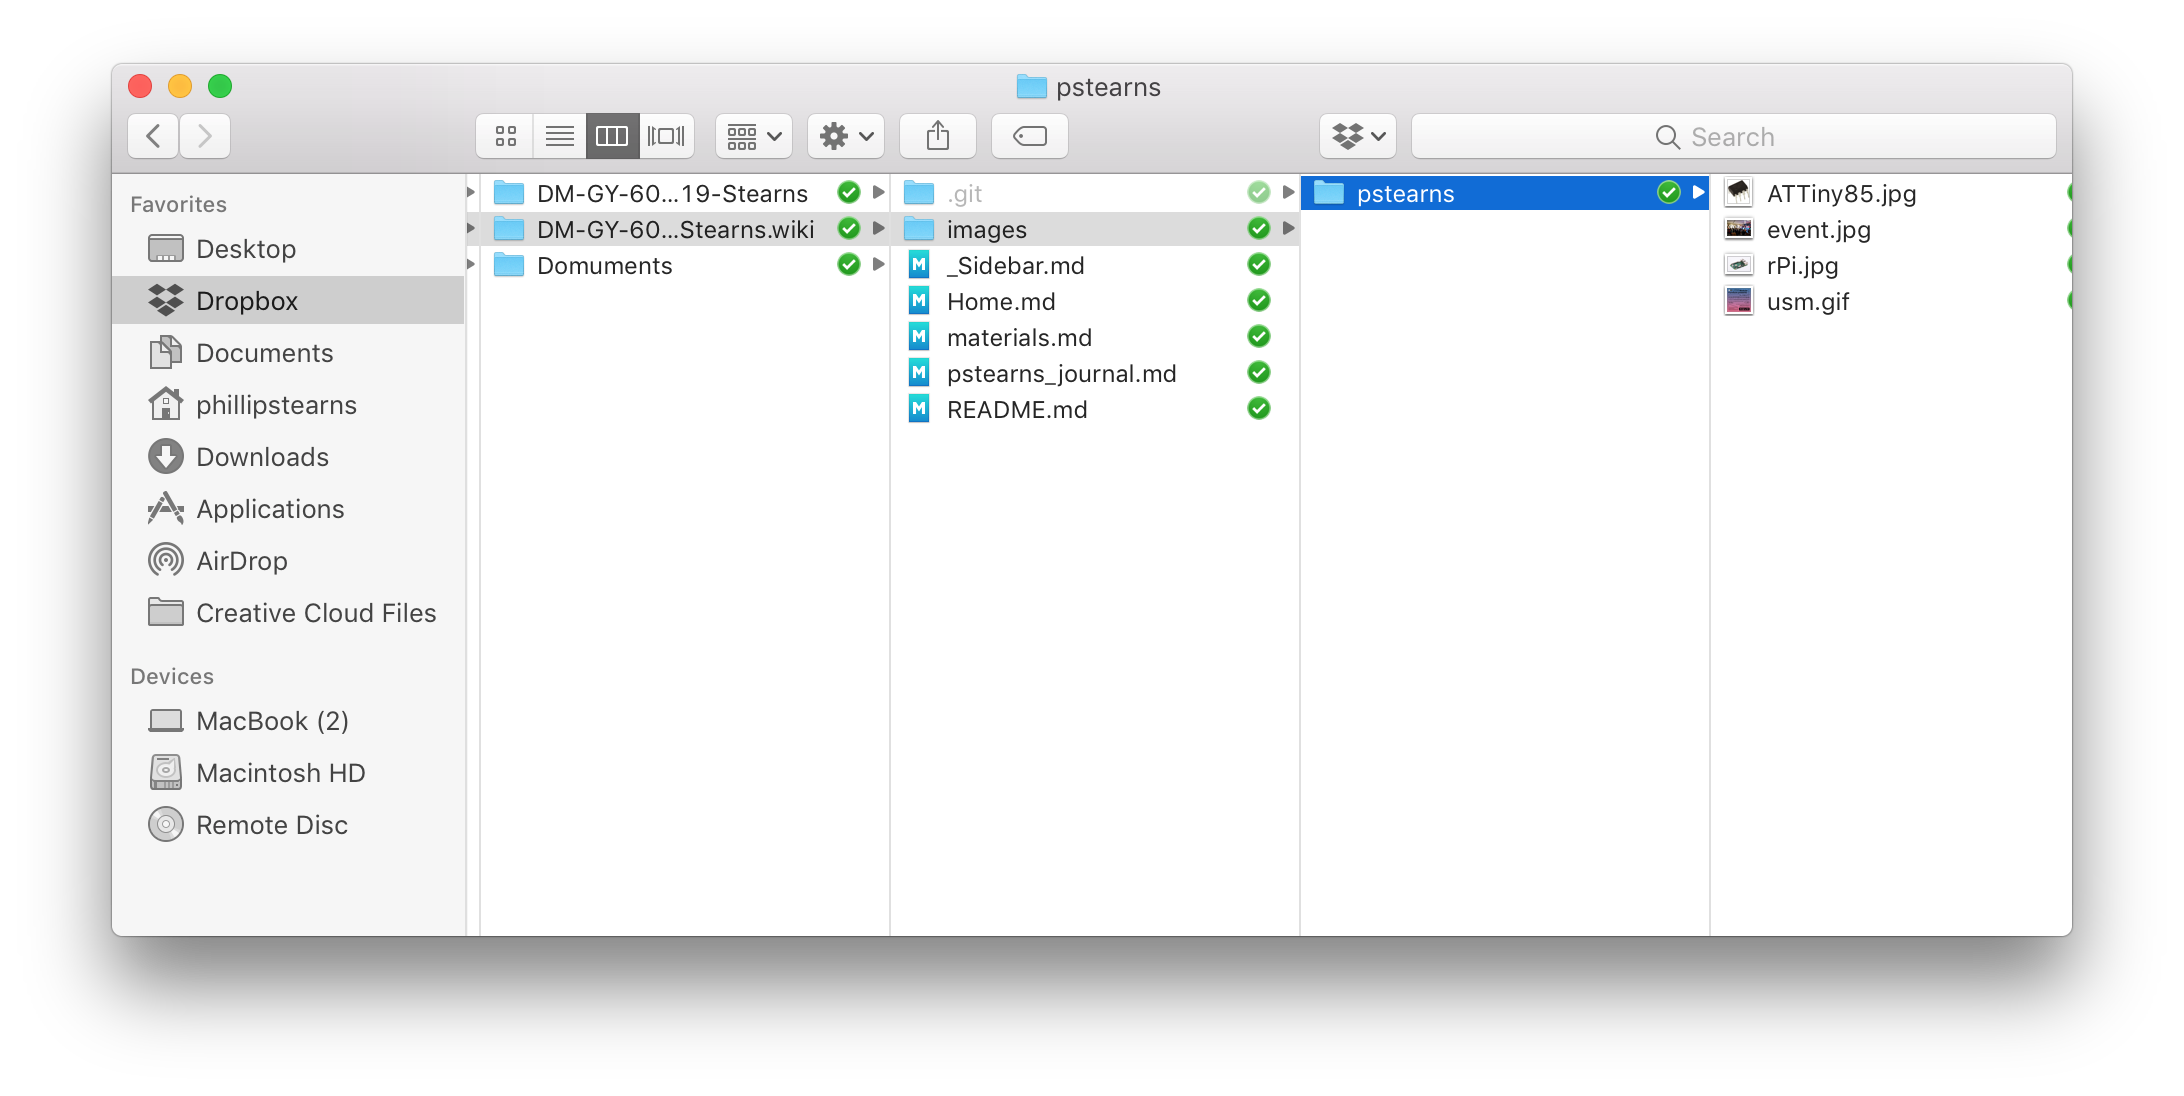 pstearns
Search
Favorites
Desktop
Dropbox
Documents
phillipstearns
Downloads
Applications
AirDrop
Creative Cloud Files
Devices
MacBook (2)
Macintosh HD
Remote Disc
DM-GY-60...19-Stearns
DM-GY-60...Stearns.wiki
Domuments
.git
images
M _Sidebar.md
M Home.md
M materials.md
M pstearns_journal.md
M README.md
pstearns
ATTiny85.jpg
event.jpg
rPi.jpg
usm.gif